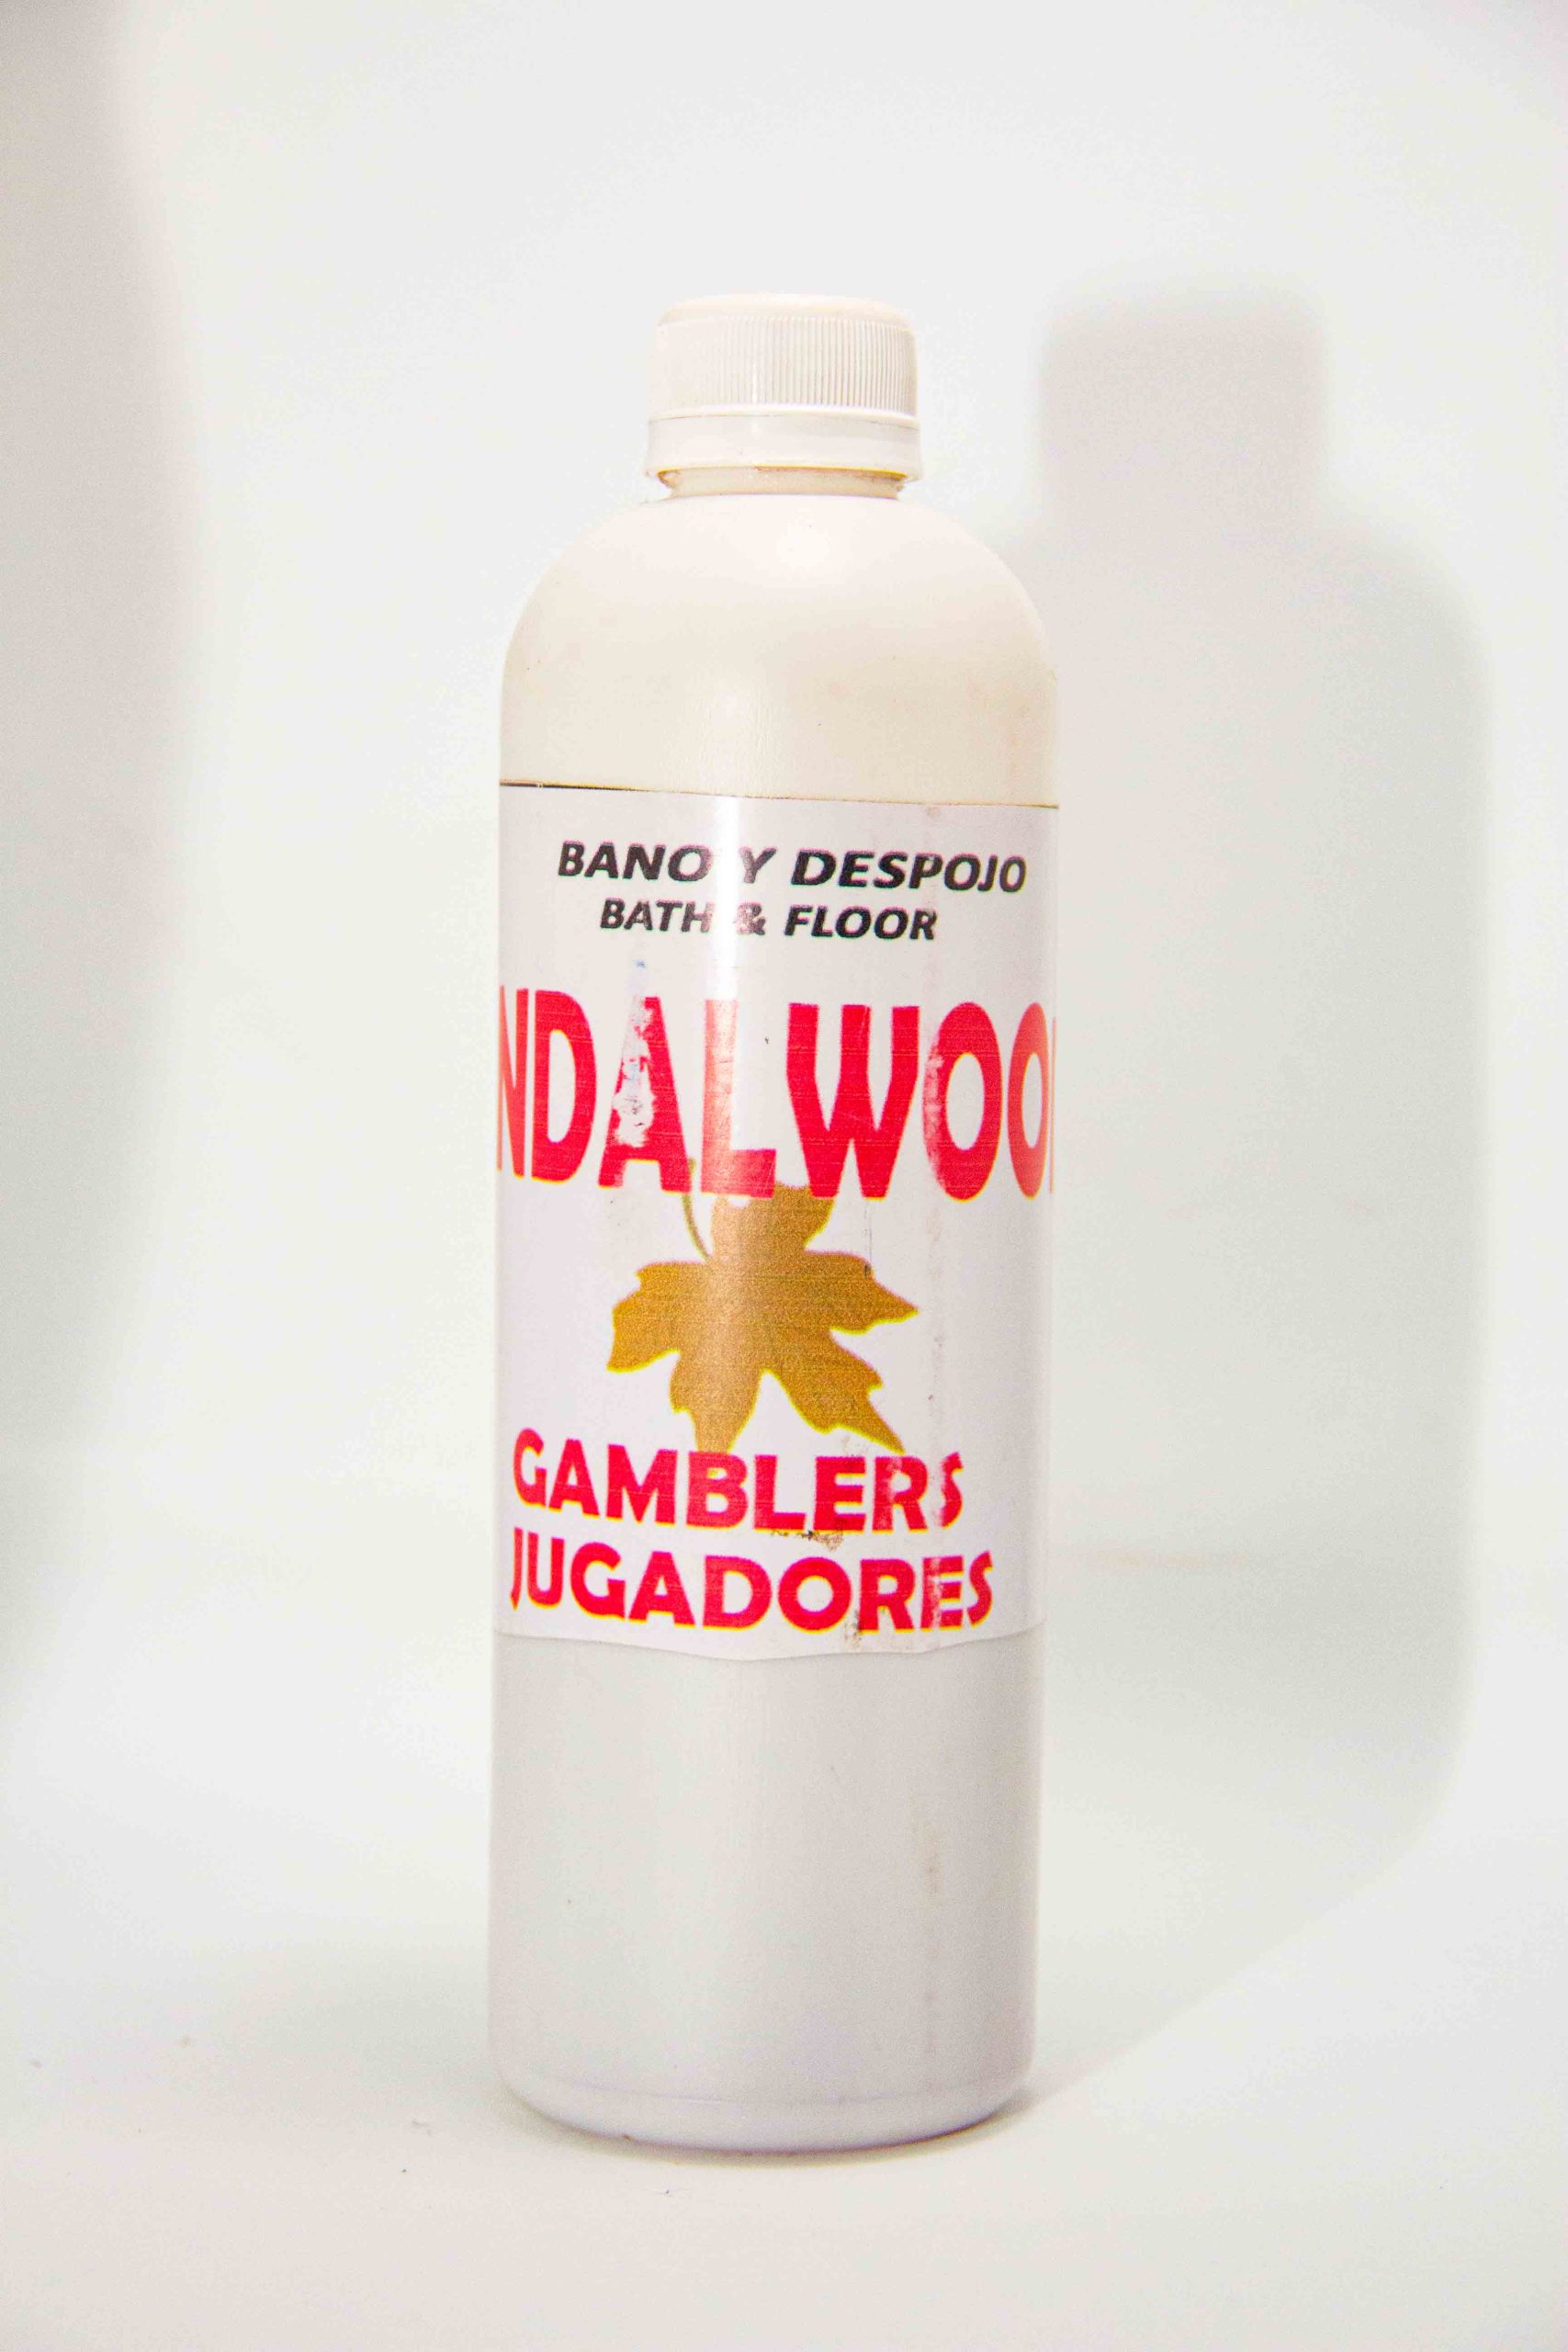 BANO Y DESPOJO
BATH & FLOOR
NDALWOO
GAMBLERS
JUGADORES